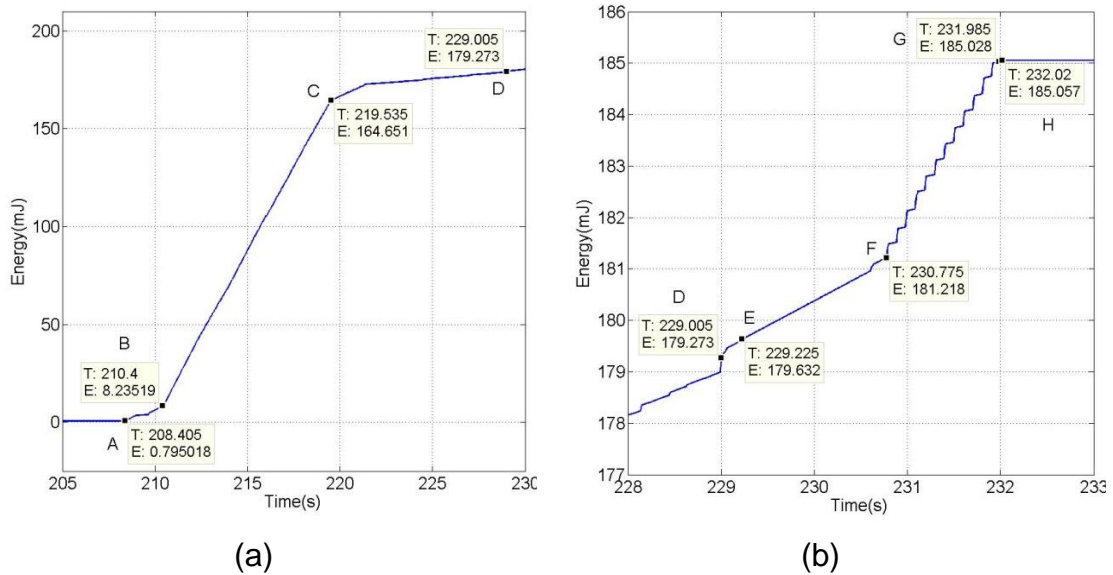 200
150
100
50
0
Energy(mJ)
205
210
215
220
225
230
Time(s)
T: 229.005
E: 179.273
D
C
T: 219.535
E: 164.651
B
T: 210.4
E: 8.23519
A
T: 208.405
E: 0.795018
(a)
186
185
184
183
182
181
180
179
178
177
Energy(mJ)
228
229
230
231
232
233
Time(s)
G
T: 231.985
E: 185.028
T: 232.02
E: 185.057
H
F
T: 230.775
E: 181.218
D
T: 229.005
E: 179.273
E
T: 229.225
E: 179.632
(b)